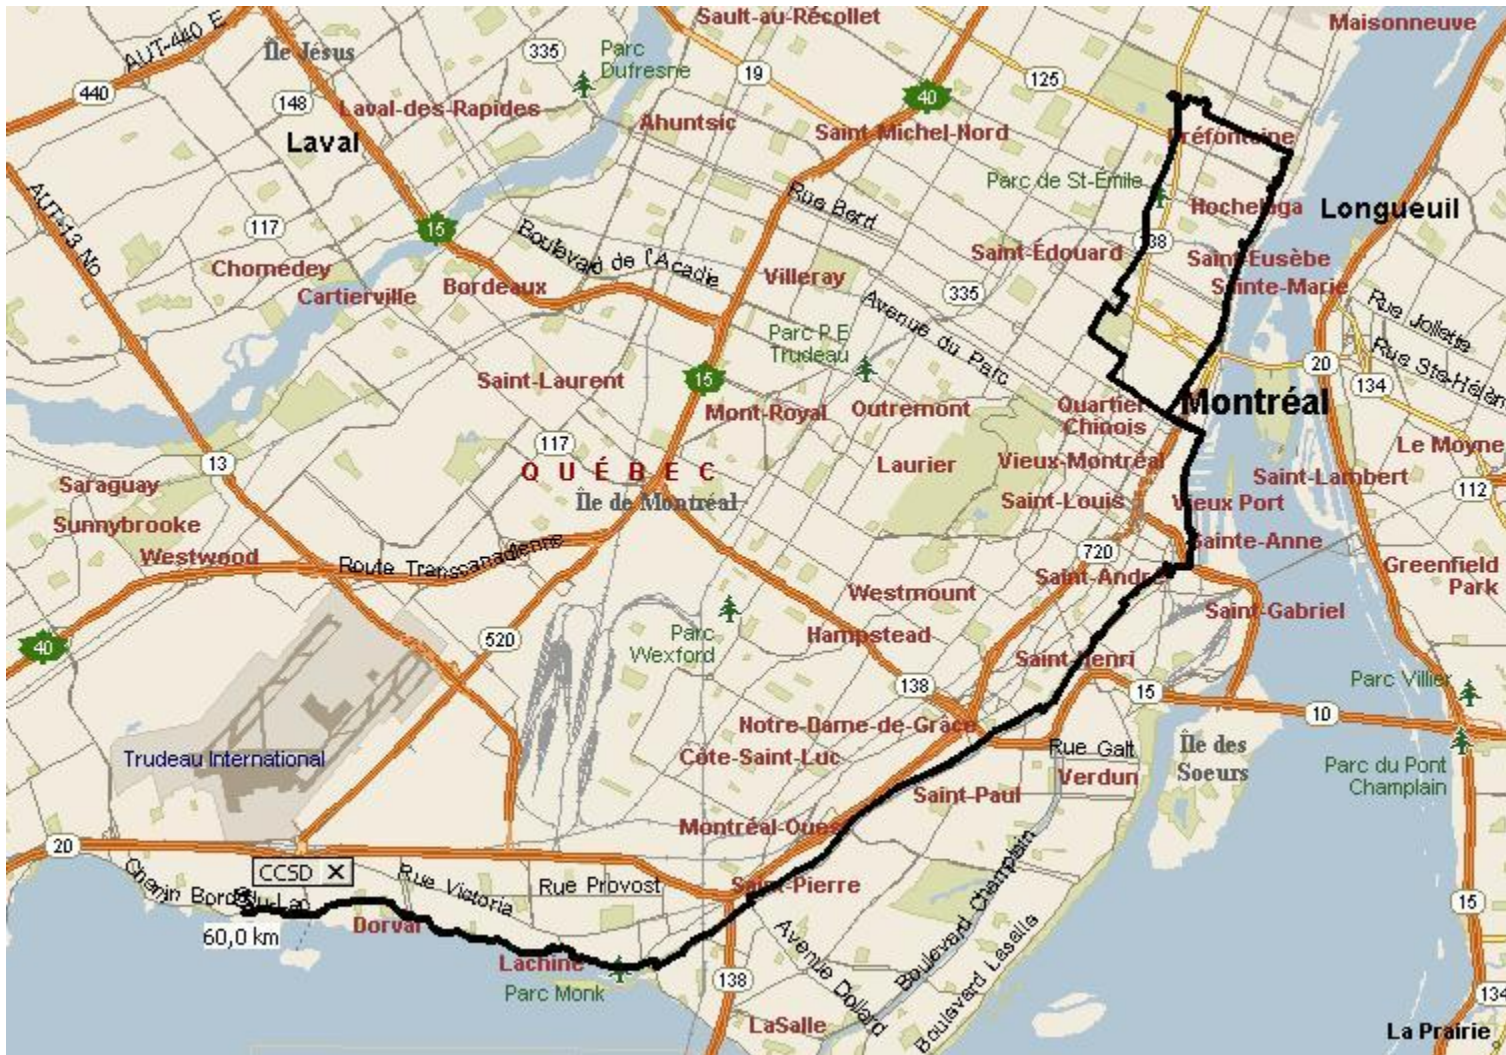 Sault-au-Récollet
Maisonneuve
AUT-440 E
Île Jésus
335
Parc
Dufresne
19
125
440
148
Laval-des-Rapides
40
Ahuntsic
Saint-Michel-Nord
Laval
Préfontaine
AUT-13 No
Parc de St-Émile
Rue Berri
Hochelaga
Longueuil
117
15
Boulevard de l'Acadie
Saint-Édouard
138
Saint-Eusèbe
Chomedey
Cartierville
Bordeaux
Villeray
335
Sainte-Marie
Avenue du Parc
Rue Joliette
Parc P E
Trudeau
Rue Ste-Hélène
Saint-Laurent
15
20
134
Mont-Royal
Outremont
Quartier
Chinois
Montréal
117
Le Moyne
13
QUÉBEC
Laurier
Vieux-Montréal
Saint-Lambert
Saraguay
Île de Montréal
Saint-Louis
Vieux Port
112
Sunnybrooke
Westwood
Route Transcanadienne
720
Sainte-Anne
Saint-André
Greenfield
Park
Westmount
Saint-Gabriel
40
520
Parc
Wexford
Hampstead
Saint-Henri
138
15
Parc Villier
10
Notre-Dame-de-Grâce
Trudeau International
Côte-Saint-Luc
Rue Galt
Île des
Soeurs
Verdun
Parc du Pont
Champlain
Saint-Paul
Montréal-Oues
20
CCSD X
Chemin Bord-du-Lac
Rue Victoria
Rue Provost
Saint-Pierre
Boulevard Champlain
15
60,0 km
Dorval
Lachine
Parc Monk
138
Avenue Dollard
Boulevard Lasalle
134
LaSalle
La Prairie